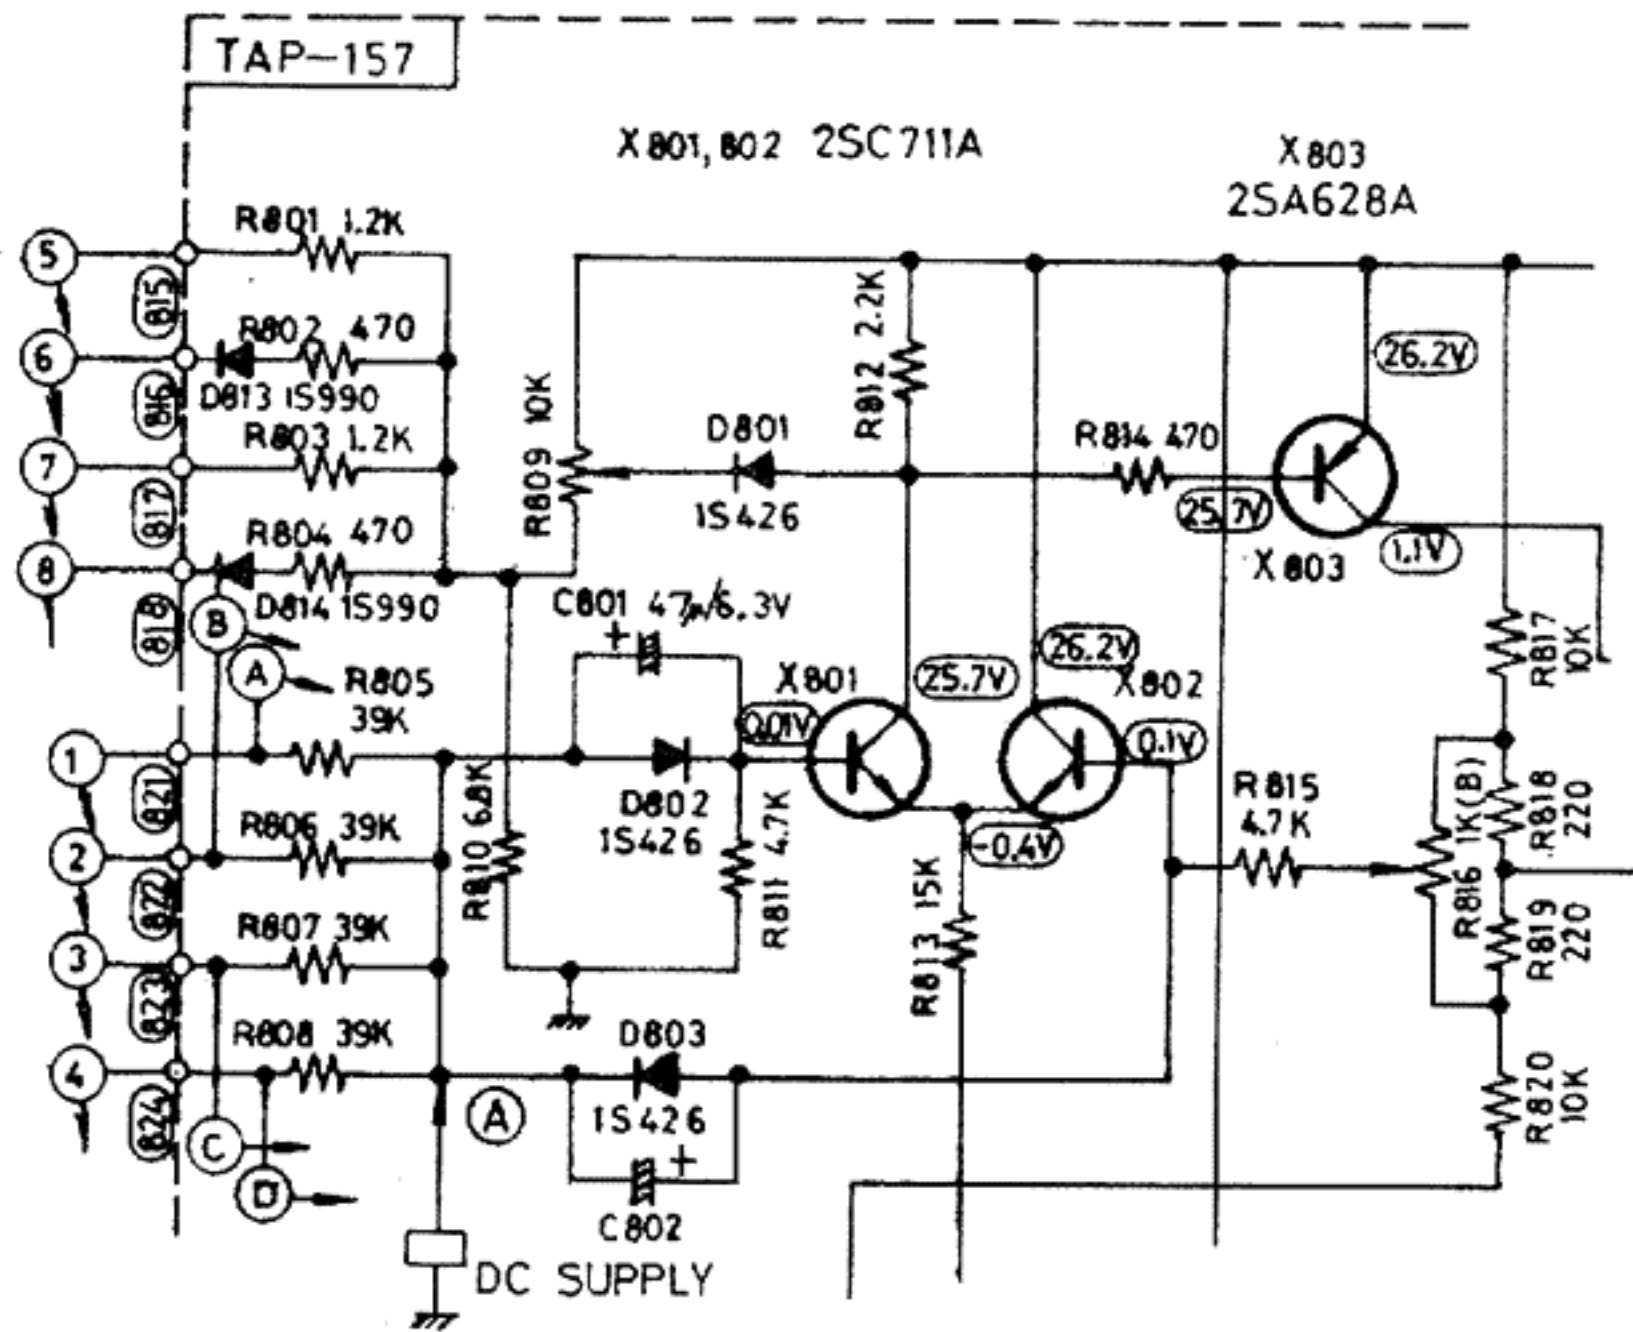 TAP-157
X801,802 2SC711A
X803
2SA628A
R801 1.2K
5
815
R802 470
6
816
D813 1S990
R803 1.2K
7
817
R804 470
8
818
D814 1S990
B
A
R805
39K
1
821
R806 39K
2
822
R807 39K
3
823
R808 39K
4
824
C
D
A
DC SUPPLY
R809 10K
D801
1S426
R812 2.2K
R814 470
26.2V
25.7V
1.1V
X803
C801 47μ/6.3V
+
X801
0.01V
25.7V
26.2V
X802
0.1V
-0.4V
D802
1S426
R810 6.8K
R811 4.7K
R813 15K
R815
4.7K
R816 1K(B)
R817
10K
R818
220
R819
220
R820
10K
D803
1S426
+
C802